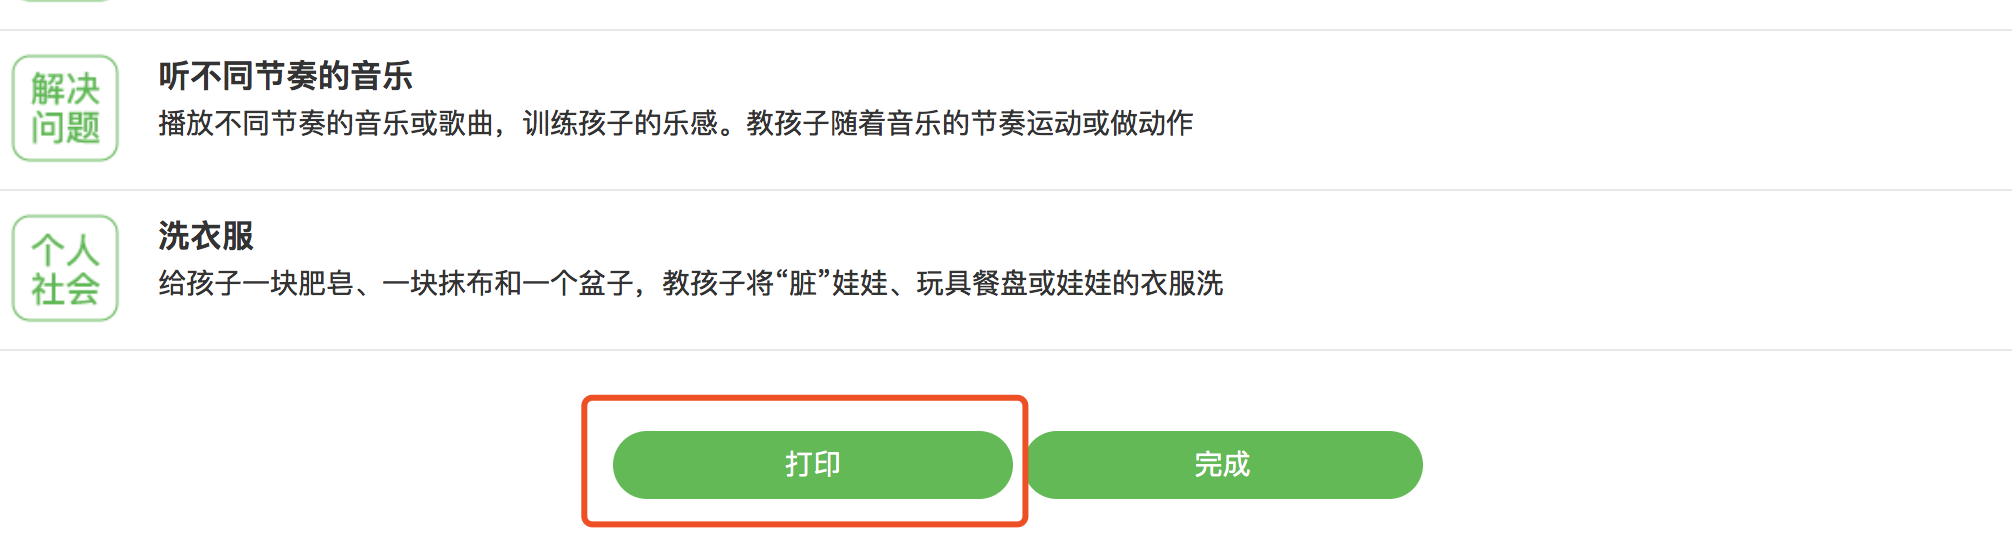 解决
问题
听不同节奏的音乐
播放不同节奏的音乐或歌曲，训练孩子的乐感。教孩子随着音乐的节奏运动或做动作
个人
社会
洗衣服
给孩子一块肥皂、一块抹布和一个盆子，教孩子将“脏”娃娃、玩具餐盘或娃娃的衣服洗
打印
完成